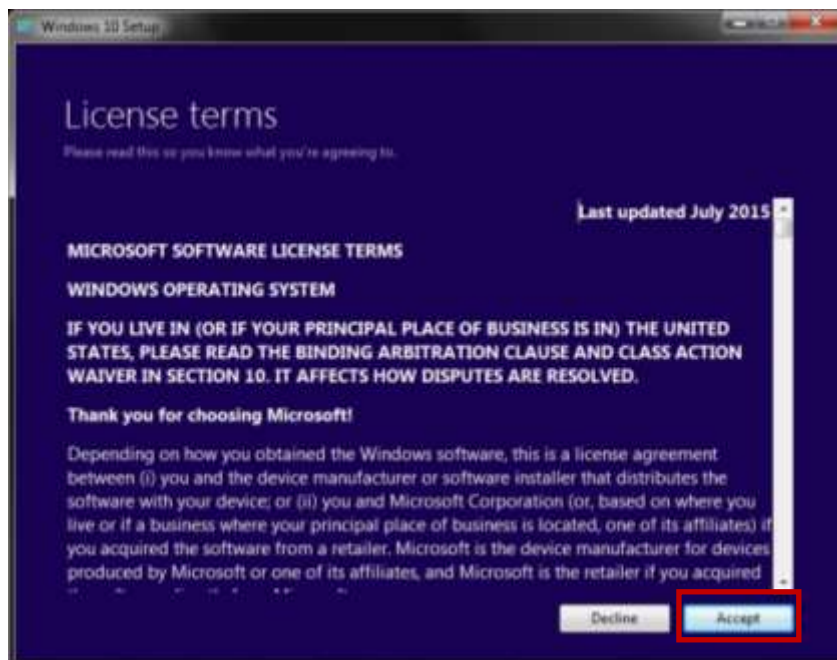 Windows 10 Setup
License terms
Please read this so you know what you're agreeing to.
Last updated July 2015
MICROSOFT SOFTWARE LICENSE TERMS
WINDOWS OPERATING SYSTEM
IF YOU LIVE IN (OR IF YOUR PRINCIPAL PLACE OF BUSINESS IS IN) THE UNITED
STATES, PLEASE READ THE BINDING ARBITRATION CLAUSE AND CLASS ACTION
WAIVER IN SECTION 10. IT AFFECTS HOW DISPUTES ARE RESOLVED.
Thank you for choosing Microsoft!
Depending on how you obtained the Windows software, this is a license agreement
between (i) you and the device manufacturer or software installer that distributes the
software with your device; or (ii) you and Microsoft Corporation (or, based on where you
live or if a business where your principal place of business is located, one of its affiliates) if
you acquired the software from a retailer. Microsoft is the device manufacturer for devices
produced by Microsoft or one of its affiliates, and Microsoft is the retailer if you acquired
Decline
Accept